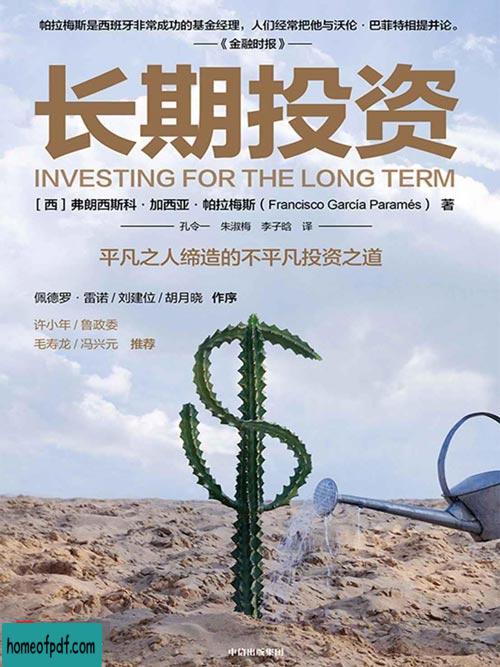 帕拉梅斯是西班牙非常成功的基金经理，人们经常把他与沃伦·巴菲特相提并论。
——《金融时报》——
长期投资
INVESTING FOR THE LONG TERM
［西］弗朗西斯科·加西亚·帕拉梅斯（Francisco García Paramés）著
孔令一 朱淑梅 李子晗 译
平凡之人缔造的不平凡投资之道
佩德罗·雷诺/刘建位/胡月晓 作序
许小年/鲁政委
毛寿龙/冯兴元 推荐
homeofpdf.com
中信出版集团